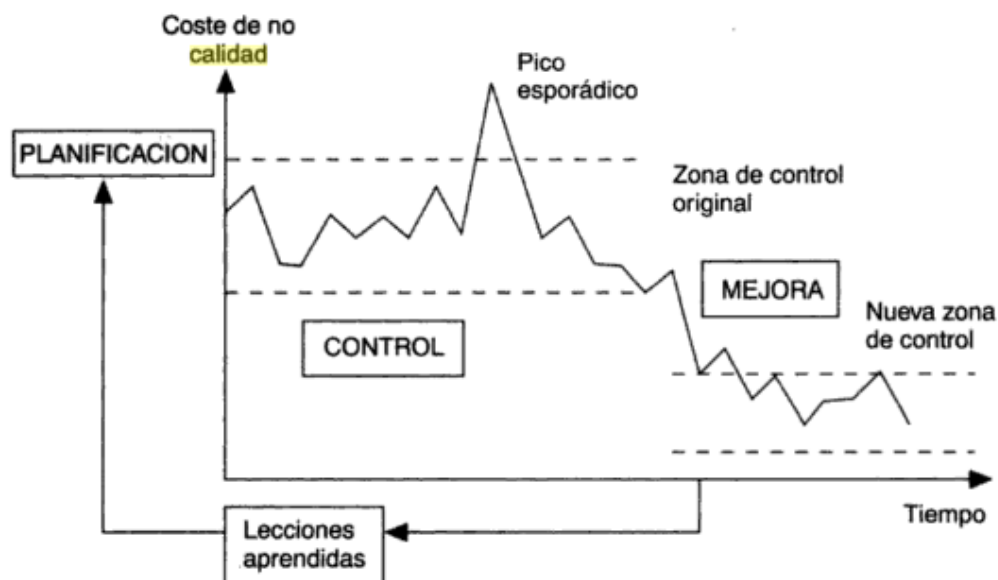 Coste de no
calidad
Pico
esporádico
PLANIFICACION
Zona de control
original
MEJORA
Nueva zona
de control
CONTROL
Tiempo
Lecciones
aprendidas